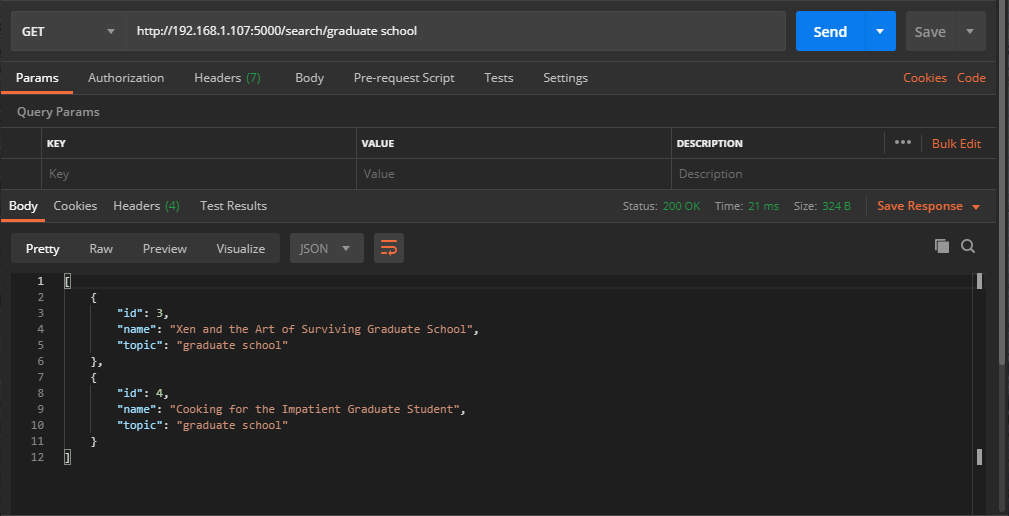 GET http://192.168.1.107:5000/search/graduate school Send Save
Params Authorization Headers (7) Body Pre-request Script Tests Settings Cookies Code
Query Params
KEY VALUE DESCRIPTION ••• Bulk Edit
Key Value Description
Body Cookies Headers (4) Test Results Status: 200 OK Time: 21 ms Size: 324 B Save Response
Pretty Raw Preview Visualize JSON
1 [
2 {
3 "id": 3,
4 "name": "Xen and the Art of Surviving Graduate School",
5 "topic": "graduate school"
6 },
7 {
8 "id": 4,
9 "name": "Cooking for the Impatient Graduate Student",
10 "topic": "graduate school"
11 }
12 ]